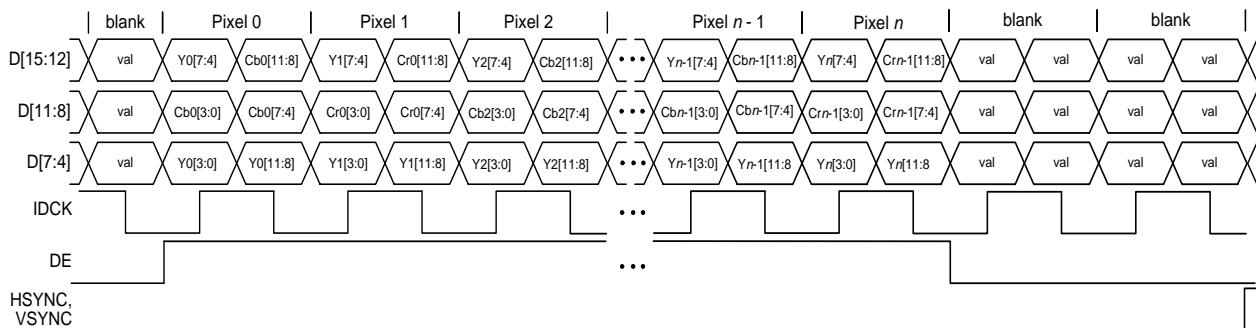 blank Pixel 0 Pixel 1 Pixel 2 Pixel n - 1 Pixel n blank blank
D[15:12] val Y0[7:4] Cb0[11:8] Y1[7:4] Cr0[11:8] Y2[7:4] Cb2[11:8] ••• Yn-1[7:4] Cbn-1[11:8] Yn[7:4] Crn-1[11:8] val val val val
D[11:8] val Cb0[3:0] Cb0[7:4] Cr0[3:0] Cr0[7:4] Cb2[3:0] Cb2[7:4] ••• Cbn-1[3:0] Cbn-1[7:4] Crn-1[3:0] Crn-1[7:4] val val val val
D[7:4] val Y0[3:0] Y0[11:8] Y1[3:0] Y1[11:8] Y2[3:0] Y2[11:8] ••• Yn-1[3:0] Yn-1[11:8 Yn[3:0] Yn[11:8 val val val val
IDCK •••
DE •••
HSYNC,
VSYNC